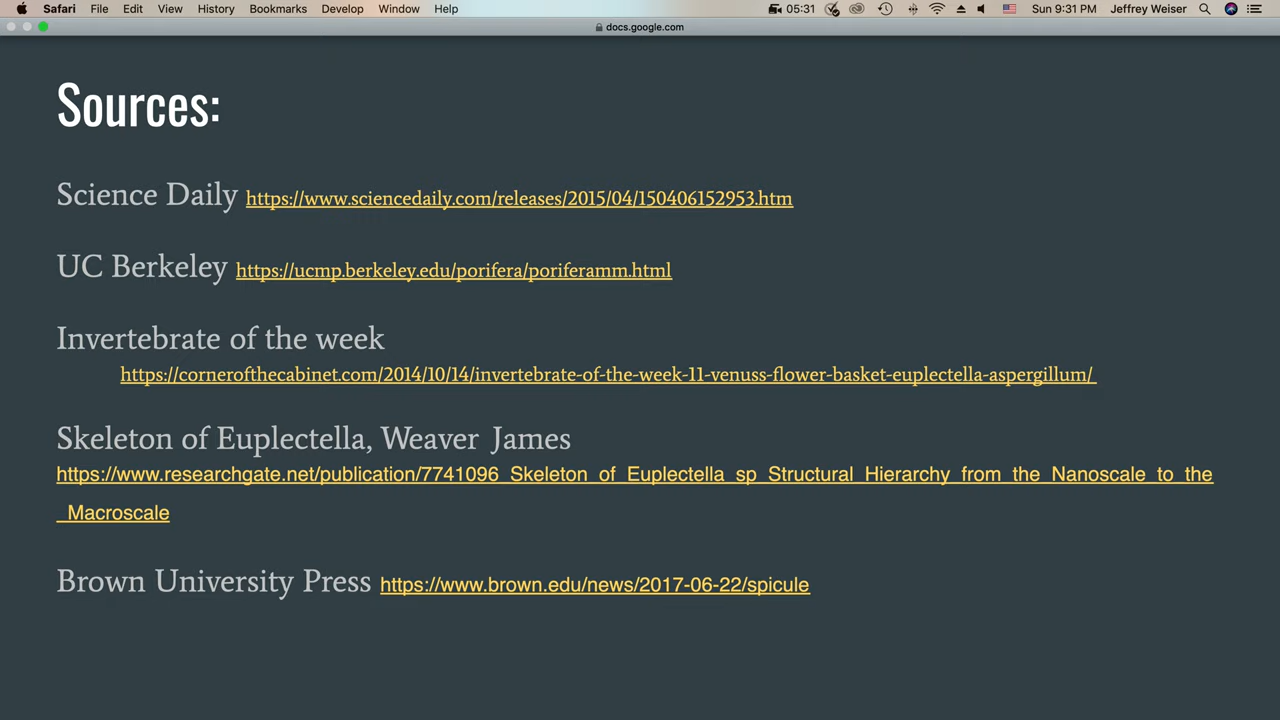 Safari File Edit View History Bookmarks Develop Window Help 05:31 Sun 9:31 PM Jeffrey Weiser
docs.google.com
Sources:
Science Daily https://www.sciencedaily.com/releases/2015/04/150406152953.htm
UC Berkeley https://ucmp.berkeley.edu/porifera/poriferamm.html
Invertebrate of the week
https://cornerofthecabinet.com/2014/10/14/invertebrate-of-the-week-11-venuss-flower-basket-euplectella-aspergillum/
Skeleton of Euplectella, Weaver James
https://www.researchgate.net/publication/7741096_Skeleton_of_Euplectella_sp_Structural_Hierarchy_from_the_Nanoscale_to_the
_Macroscale
Brown University Press https://www.brown.edu/news/2017-06-22/spicule